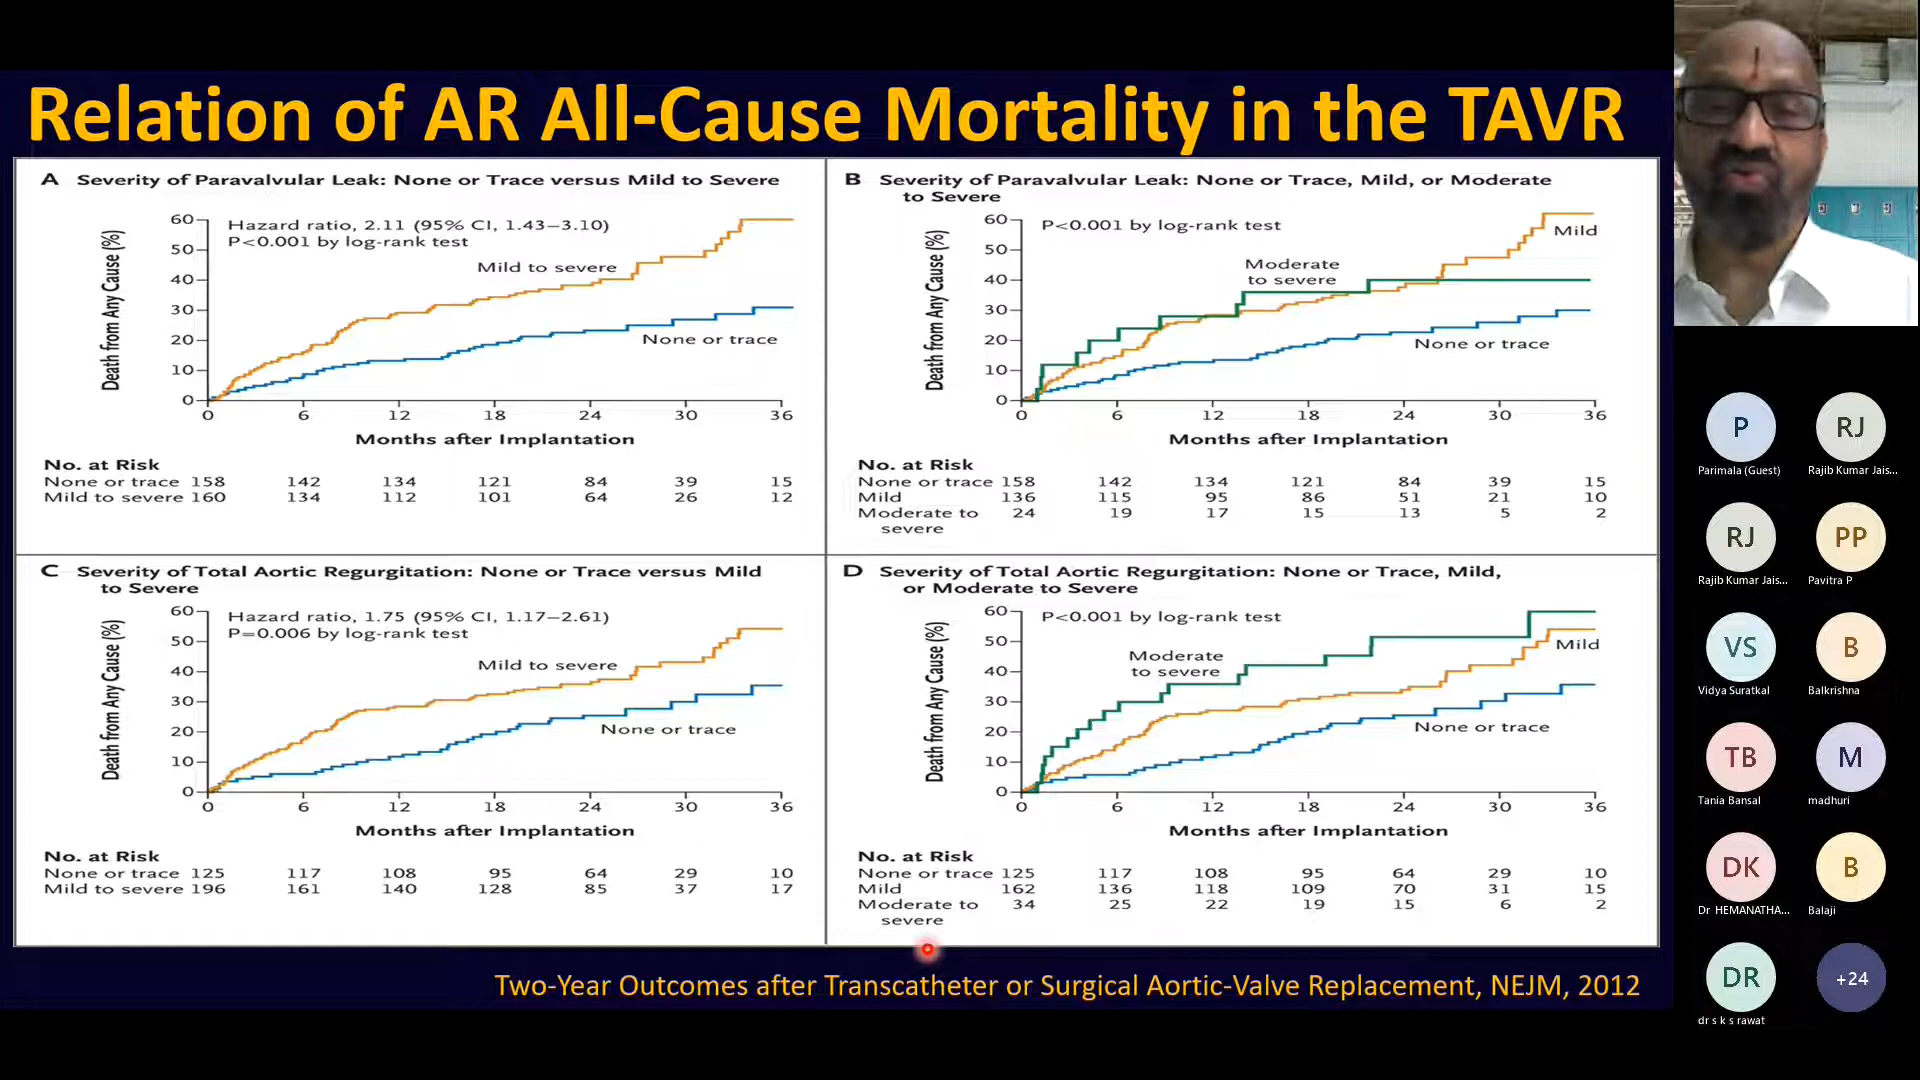 Relation of AR All-Cause Mortality in the TAVR
A Severity of Paravalvular Leak: None or Trace versus Mild to Severe
Death from Any Cause (%)
60
50
40
30
20
10
0
Hazard ratio, 2.11 (95% CI, 1.43–3.10)
P<0.001 by log-rank test
Mild to severe
None or trace
0 6 12 18 24 30 36
Months after Implantation
No. at Risk
None or trace 158 142 134 121 84 39 15
Mild to severe 160 134 112 101 64 26 12
B Severity of Paravalvular Leak: None or Trace, Mild, or Moderate
to Severe
Death from Any Cause (%)
60
50
40
30
20
10
0
P<0.001 by log-rank test
Mild
Moderate
to severe
None or trace
0 6 12 18 24 30 36
Months after Implantation
No. at Risk
None or trace 158 142 134 121 84 39 15
Mild 136 115 95 86 51 21 10
Moderate to 24 19 17 15 13 5 2
severe
C Severity of Total Aortic Regurgitation: None or Trace versus Mild
to Severe
Death from Any Cause (%)
60
50
40
30
20
10
0
Hazard ratio, 1.75 (95% CI, 1.17–2.61)
P=0.006 by log-rank test
Mild to severe
None or trace
0 6 12 18 24 30 36
Months after Implantation
No. at Risk
None or trace 125 117 108 95 64 29 10
Mild to severe 196 161 140 128 85 37 17
D Severity of Total Aortic Regurgitation: None or Trace, Mild,
or Moderate to Severe
Death from Any Cause (%)
60
50
40
30
20
10
0
P<0.001 by log-rank test
Moderate
to severe
Mild
None or trace
0 6 12 18 24 30 36
Months after Implantation
No. at Risk
None or trace 125 117 108 95 64 29 10
Mild 162 136 118 109 70 31 15
Moderate to 34 25 22 19 15 6 2
severe
Two-Year Outcomes after Transcatheter or Surgical Aortic-Valve Replacement, NEJM, 2012
P RJ
Parimala (Guest) Rajib Kumar Jais...
RJ PP
Rajib Kumar Jais... Pavitra P
VS B
Vidya Suratkal Balkrishna
TB M
Tania Bansal madhuri
DK B
Dr HEMANATHA... Balaji
DR +24
dr s k s rawat